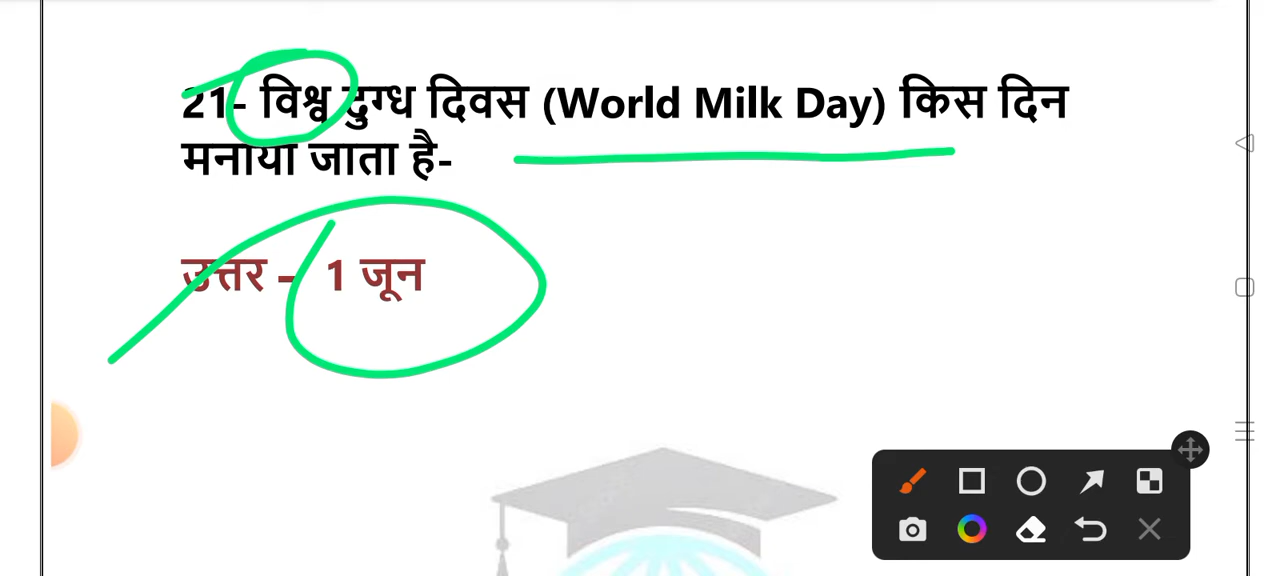 21- विश्व दुग्ध दिवस (World Milk Day) किस दिन
मनाया जाता है-
उत्तर – 1 जून